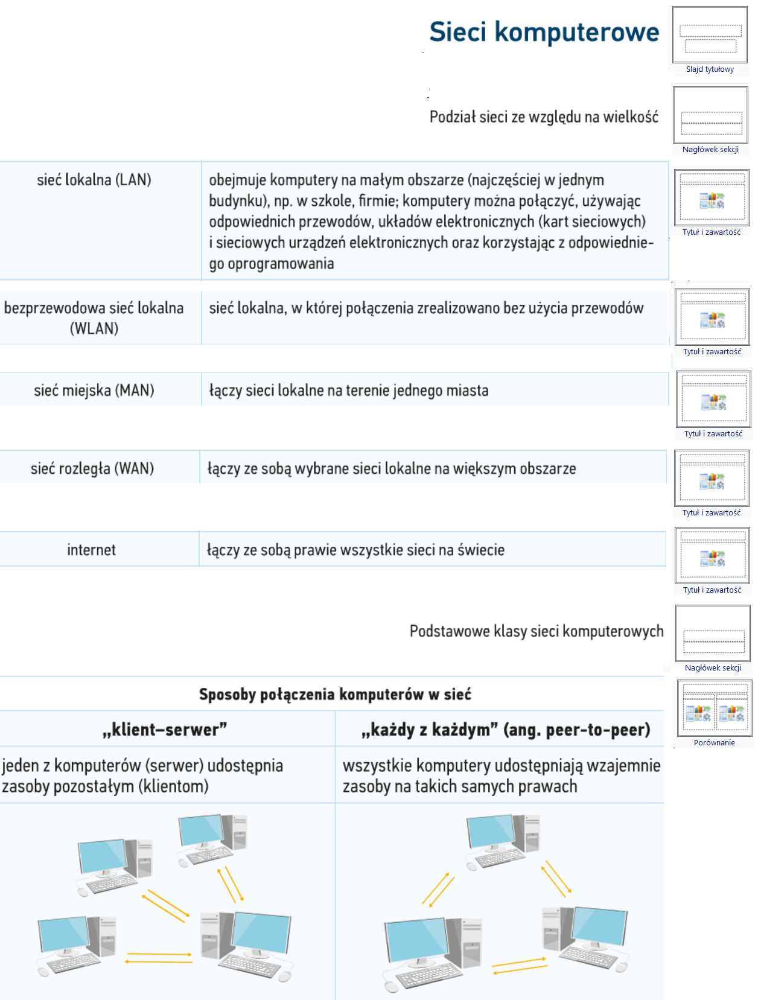 Sieci komputerowe
Slajd tytułowy
Podział sieci ze względu na wielkość
Nagłówek sekcji
sieć lokalna (LAN)
obejmuje komputery na małym obszarze (najczęściej w jednym
budynku), np. w szkole, firmie; komputery można połączyć, używając
odpowiednich przewodów, układów elektronicznych (kart sieciowych)
i sieciowych urządzeń elektronicznych oraz korzystając z odpowiednie-
go oprogramowania
Tytuł i zawartość
bezprzewodowa sieć lokalna
(WLAN)
sieć lokalna, w której połączenia zrealizowano bez użycia przewodów
Tytuł i zawartość
sieć miejska (MAN)
łączy sieci lokalne na terenie jednego miasta
Tytuł i zawartość
sieć rozległa (WAN)
łączy ze sobą wybrane sieci lokalne na większym obszarze
Tytuł i zawartość
internet
łączy ze sobą prawie wszystkie sieci na świecie
Tytuł i zawartość
Podstawowe klasy sieci komputerowych
Nagłówek sekcji
Sposoby połączenia komputerów w sieć
Porównanie
„klient–serwer”
„każdy z każdym” (ang. peer-to-peer)
jeden z komputerów (serwer) udostępnia
zasoby pozostałym (klientom)
wszystkie komputery udostępniają wzajemnie
zasoby na takich samych prawach